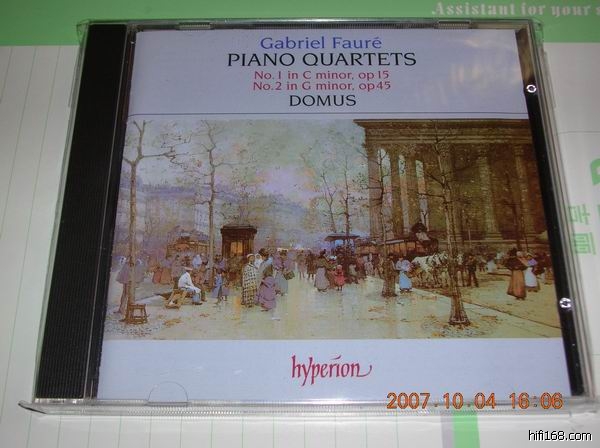 Assistant for your s
Gabriel Fauré
PIANO QUARTETS
No. 1 in C minor, op 15
No. 2 in G minor, op 45
DOMUS
hyperion
2007.10.04 16:06
hifi168.com